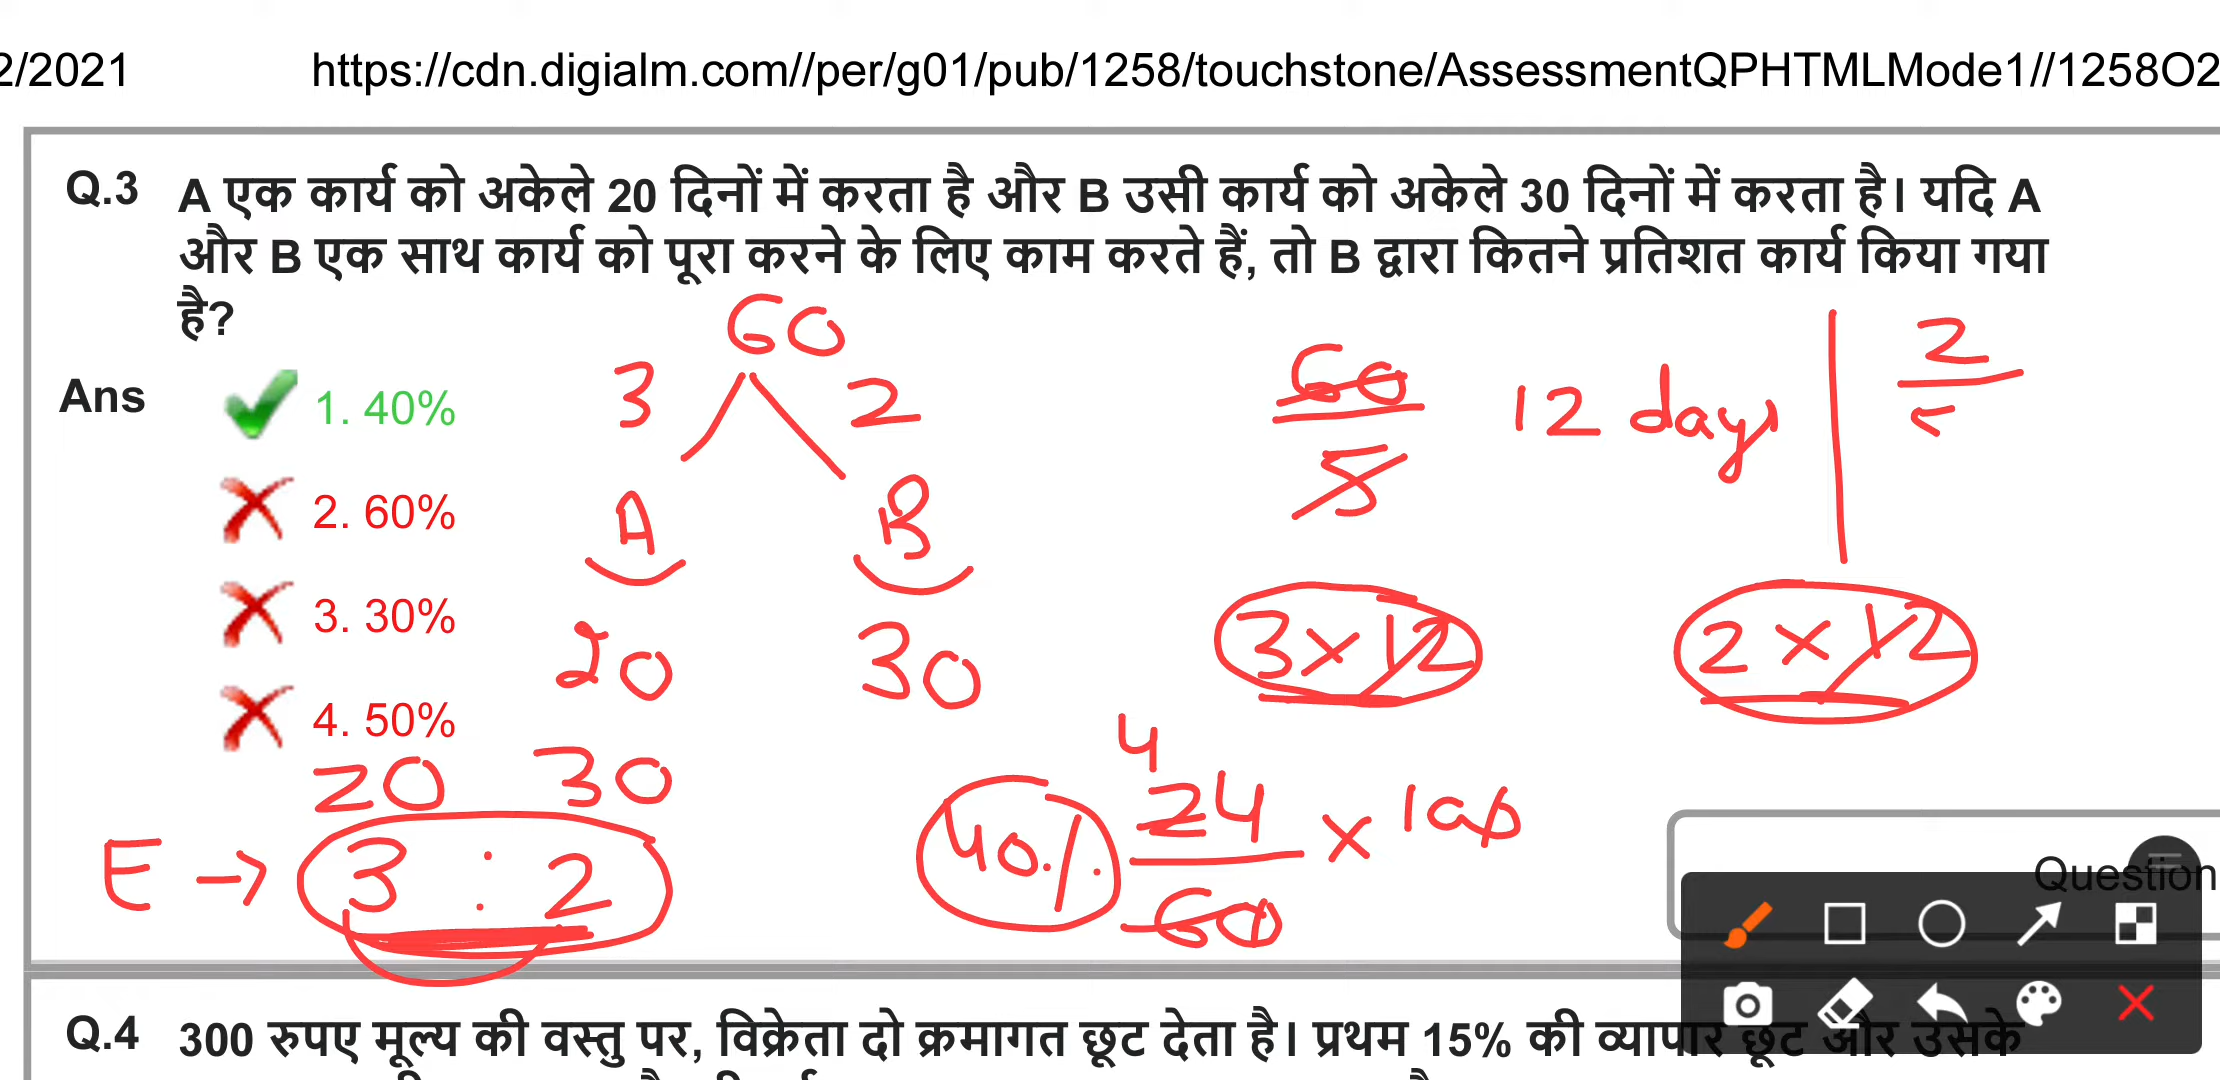 2/2021 https://cdn.digialm.com//per/g01/pub/1258/touchstone/AssessmentQPHTMLMode1//1258O2
Q.3 A एक कार्य को अकेले 20 दिनों में करता है और B उसी कार्य को अकेले 30 दिनों में करता है। यदि A
और B एक साथ कार्य को पूरा करने के लिए काम करते हैं, तो B द्वारा कितने प्रतिशत कार्य किया गया
है?
60
3 2
60 12 days 2
5 5
Ans 1. 40%
2. 60% A B
3. 30% 20 30
3 × 12 2 × 12
4. 50%
20 30
E → 3 : 2
4
40% 24 × 100
60
Question
Q.4 300 रुपए मूल्य की वस्तु पर, विक्रेता दो क्रमागत छूट देता है। प्रथम 15% की व्यापार छूट और उसके